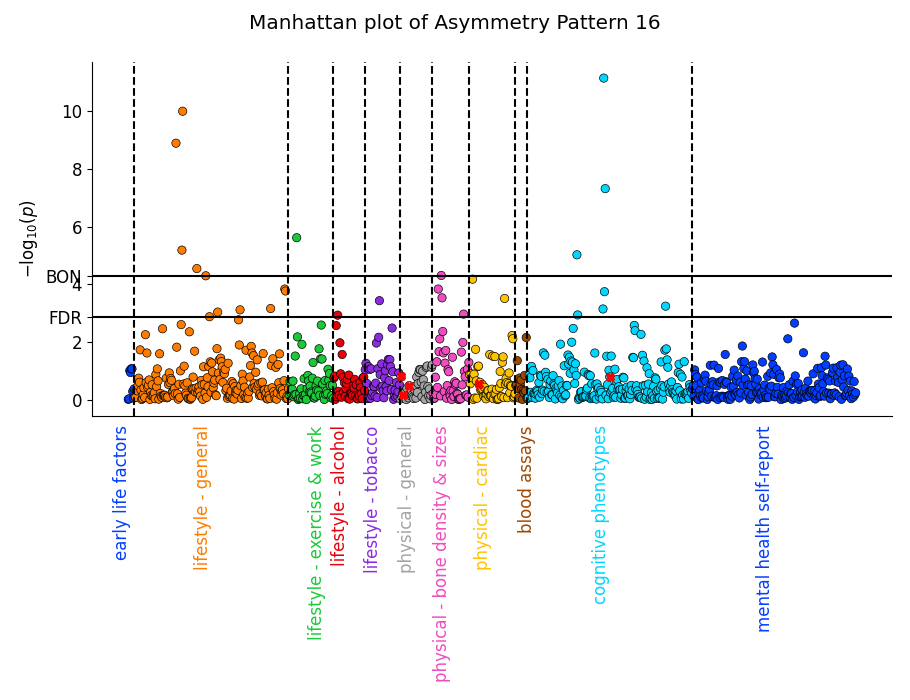 Manhattan plot of Asymmetry Pattern 16
−log₁₀(p)
10
8
6
BON
4
FDR
2
0
early life factors
lifestyle - general
lifestyle - exercise & work
lifestyle - alcohol
lifestyle - tobacco
physical - general
physical - bone density & sizes
physical - cardiac
blood assays
cognitive phenotypes
mental health self-report